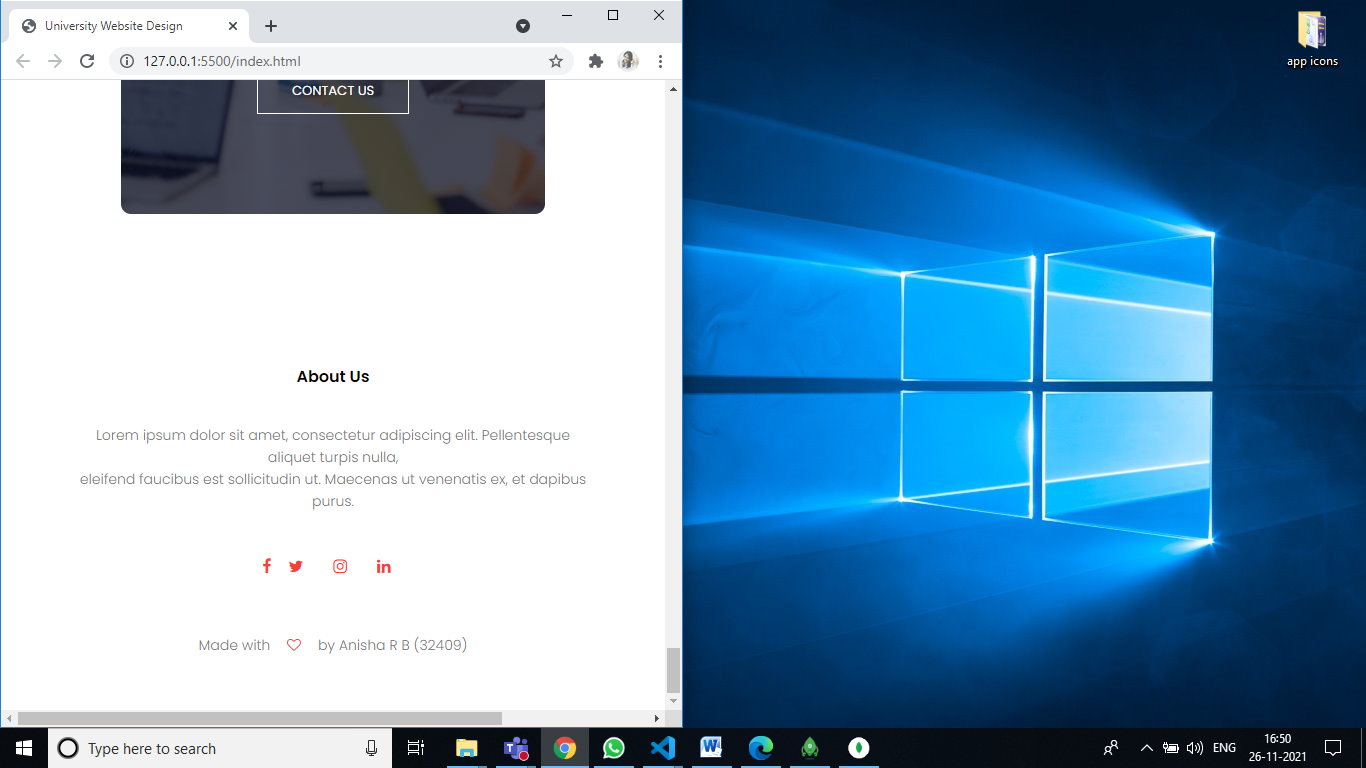 University Website Design
127.0.0.1:5500/index.html
app icons
CONTACT US
About Us
Lorem ipsum dolor sit amet, consectetur adipiscing elit. Pellentesque
aliquet turpis nulla,
eleifend faucibus est sollicitudin ut. Maecenas ut venenatis ex, et dapibus
purus.
Made with by Anisha R B (32409)
Type here to search
ENG
16:50
26-11-2021